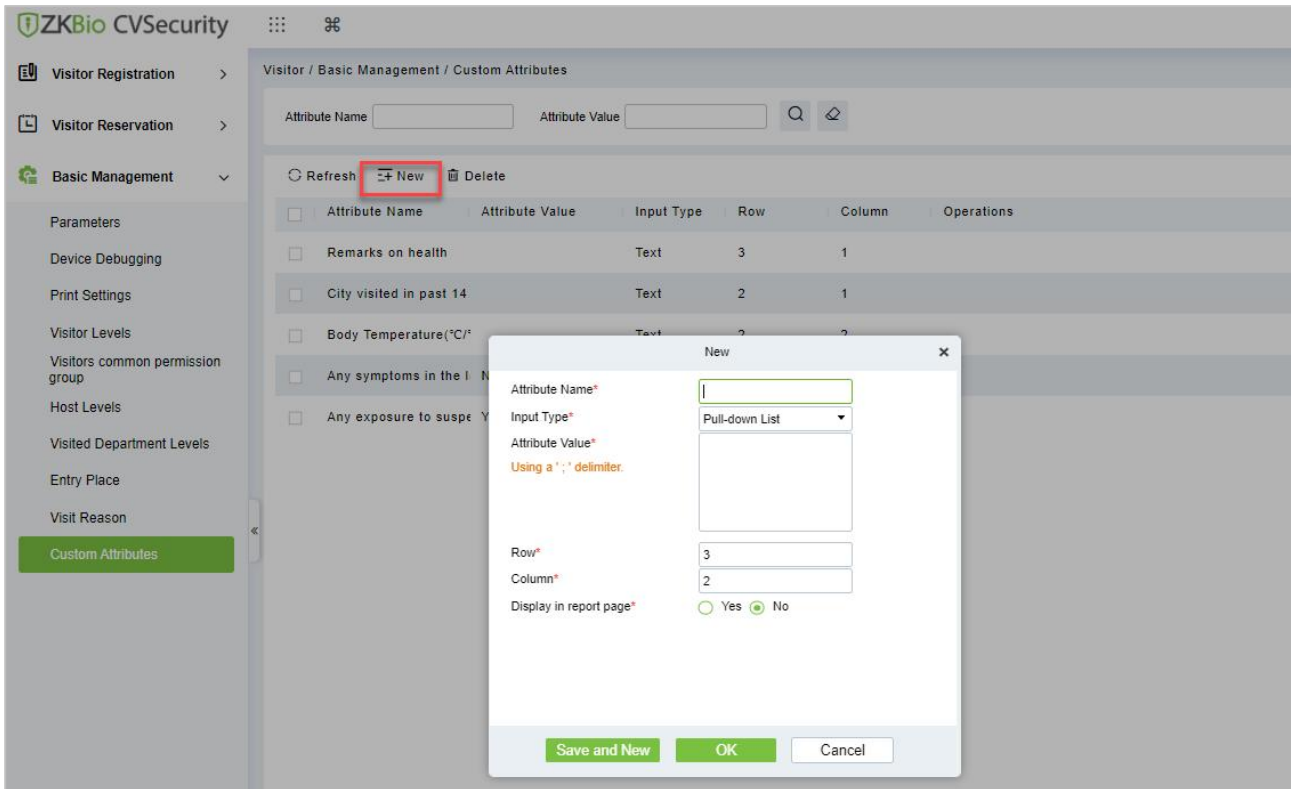 ZKBio CVSecurity
Visitor Registration
Visitor Reservation
Basic Management
Parameters
Device Debugging
Print Settings
Visitor Levels
Visitors common permission
group
Host Levels
Visited Department Levels
Entry Place
Visit Reason
Custom Attributes
Visitor / Basic Management / Custom Attributes
Attribute Name Attribute Value
Refresh New Delete
Attribute Name Attribute Value Input Type Row Column Operations
Remarks on health Text 3 1
City visited in past 14 Text 2 1
Body Temperature(°C/° Text 2 2
Any symptoms in the l N
Any exposure to suspe Y
New
Attribute Name*
Input Type* Pull-down List
Attribute Value*
Using a ' ; ' delimiter.
Row* 3
Column* 2
Display in report page* Yes No
Save and New OK Cancel